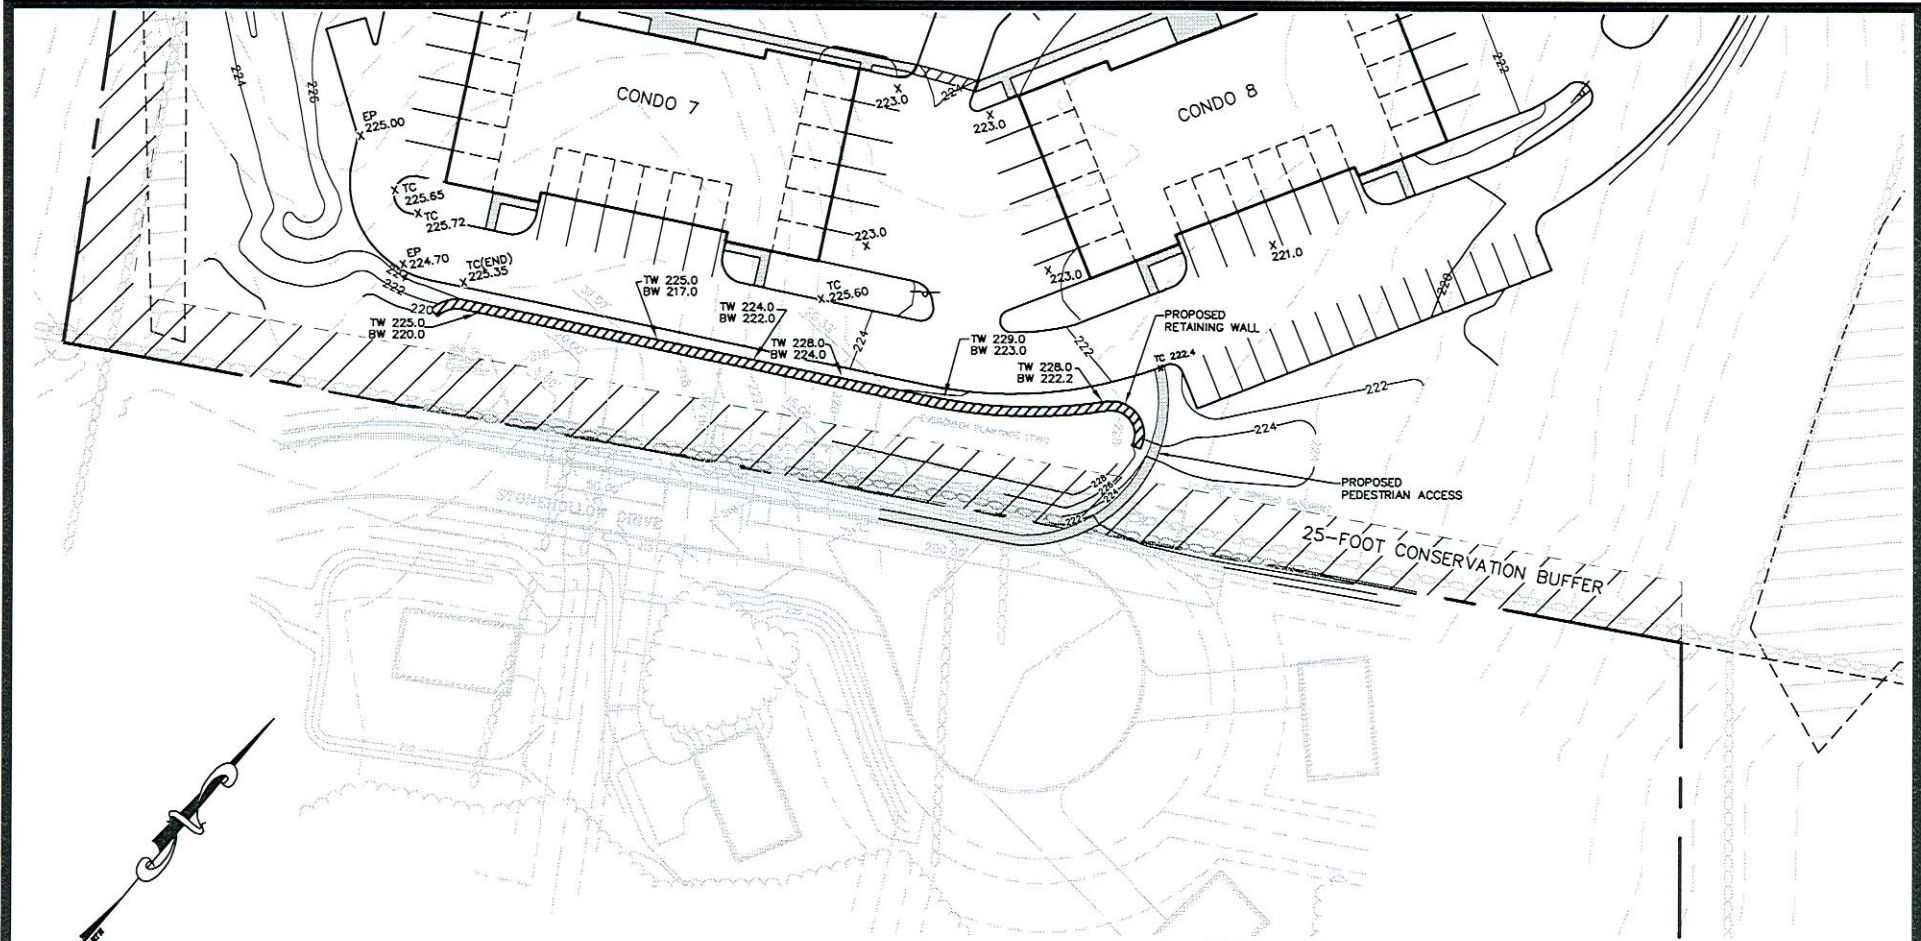 224
226
CONDO 7
223.0
224
223.0
CONDO 8
222
EP
225.00
TC
225.65
TC
225.72
223.0
223.0
221.0
EP
224.70
TC(END)
225.35
224
222
220
TW 225.0
BW 220.0
TW 225.0
BW 217.0
TW 224.0
BW 222.0
TC
225.60
224
TW 228.0
BW 224.0
TW 229.0
BW 223.0
222
PROPOSED
RETAINING WALL
220
TW 228.0
BW 222.2
TC 222.4
222
224
PROPOSED
PEDESTRIAN ACCESS
228
226
224
222
STONEHOLLOW DRIVE
25-FOOT CONSERVATION BUFFER